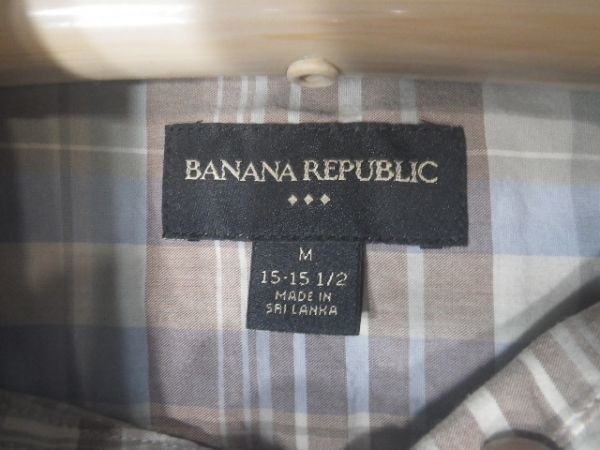 BANANA REPUBLIC
M
15-15 1/2
MADE IN
SRI LANKA